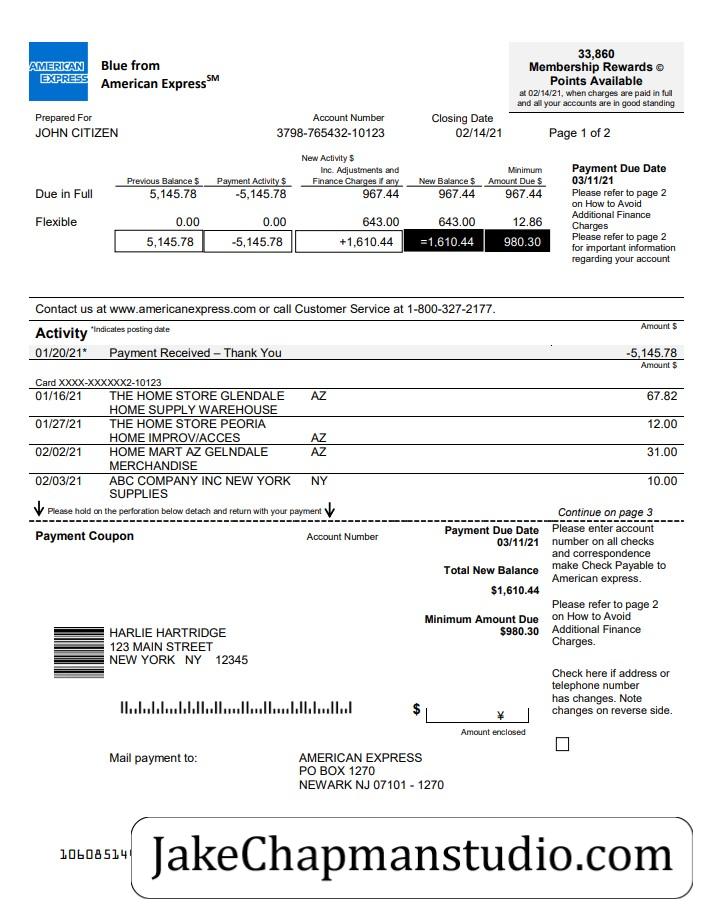 AMERICAN
EXPRESS
Blue from
American Express℠
33,860
Membership Rewards ©
Points Available
at 02/14/21, when charges are paid in full
and all your accounts are in good standing
Prepared For Account Number Closing Date
JOHN CITIZEN 3798-765432-10123 02/14/21 Page 1 of 2
New Activity $
Inc. Adjustments and Minimum
Previous Balance $ Payment Activity $ Finance Charges if any New Balance $ Amount Due $
Due in Full 5,145.78 -5,145.78 967.44 967.44 967.44
Flexible 0.00 0.00 643.00 643.00 12.86
5,145.78 -5,145.78 +1,610.44 =1,610.44 980.30
Payment Due Date
03/11/21
Please refer to page 2
on How to Avoid
Additional Finance
Charges
Please refer to page 2
for important information
regarding your account
Contact us at www.americanexpress.com or call Customer Service at 1-800-327-2177.
Activity *Indicates posting date Amount $
01/20/21* Payment Received – Thank You -5,145.78
Amount $
Card XXXX-XXXXXX2-10123
01/16/21 THE HOME STORE GLENDALE AZ 67.82
HOME SUPPLY WAREHOUSE
01/27/21 THE HOME STORE PEORIA 12.00
HOME IMPROV/ACCES AZ
02/02/21 HOME MART AZ GELNDALE AZ 31.00
MERCHANDISE
02/03/21 ABC COMPANY INC NEW YORK NY 10.00
SUPPLIES
Please hold on the perforation below detach and return with your payment Continue on page 3
Payment Coupon Account Number
Payment Due Date
03/11/21
Total New Balance
$1,610.44
Minimum Amount Due
$980.30
Please enter account
number on all checks
and correspondence
make Check Payable to
American express.
Please refer to page 2
on How to Avoid
Additional Finance
Charges.
Check here if address or
telephone number
has changes. Note
changes on reverse side.
HARLIE HARTRIDGE
123 MAIN STREET
NEW YORK NY 12345
$ ¥
Amount enclosed
Mail payment to: AMERICAN EXPRESS
PO BOX 1270
NEWARK NJ 07101 - 1270
JakeChapmanstudio.com